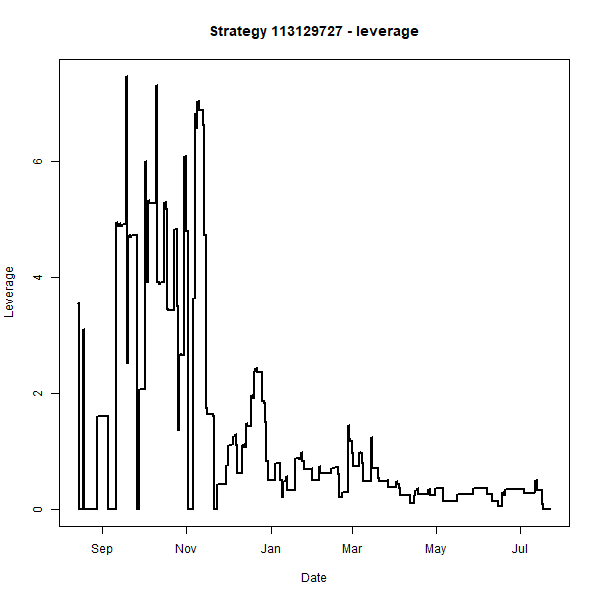 Strategy 113129727 - leverage
Leverage
6
4
2
0
Sep Nov Jan Mar May Jul
Date